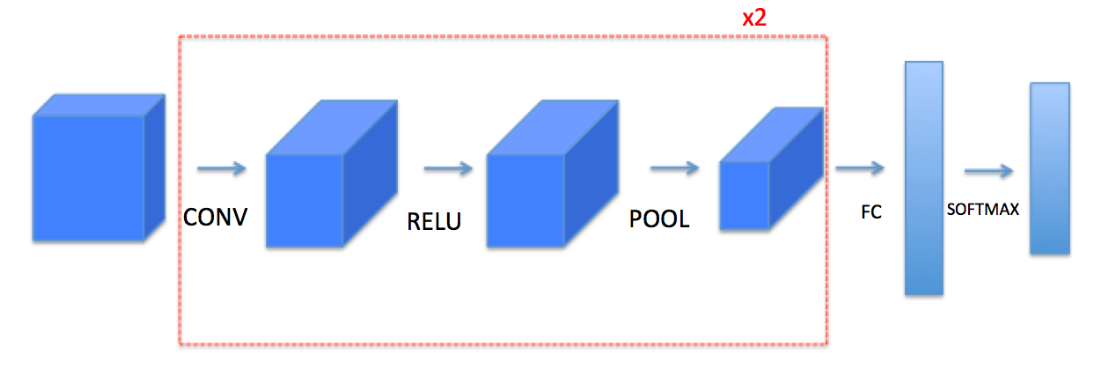 x2
CONV
RELU
POOL
FC
SOFTMAX